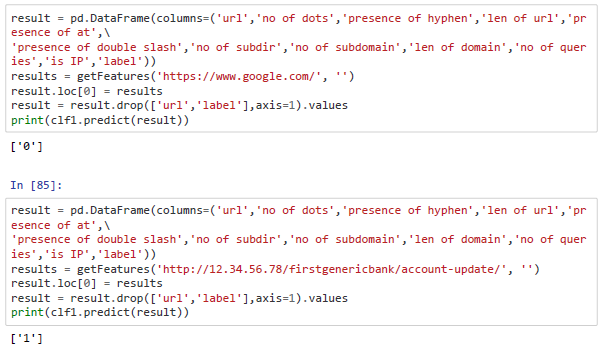 result = pd.DataFrame(columns=('url','no of dots','presence of hyphen','len of url','pr
esence of at',\
'presence of double slash','no of subdir','no of subdomain','len of domain','no of quer
ies','is IP','label'))
results = getFeatures('https://www.google.com/', '')
result.loc[0] = results
result = result.drop(['url','label'],axis=1).values
print(clf1.predict(result))
['0']
In [85]:
result = pd.DataFrame(columns=('url','no of dots','presence of hyphen','len of url','pr
esence of at',\
'presence of double slash','no of subdir','no of subdomain','len of domain','no of quer
ies','is IP','label'))
results = getFeatures('http://12.34.56.78/firstgenericbank/account-update/', '')
result.loc[0] = results
result = result.drop(['url','label'],axis=1).values
print(clf1.predict(result))
['1']